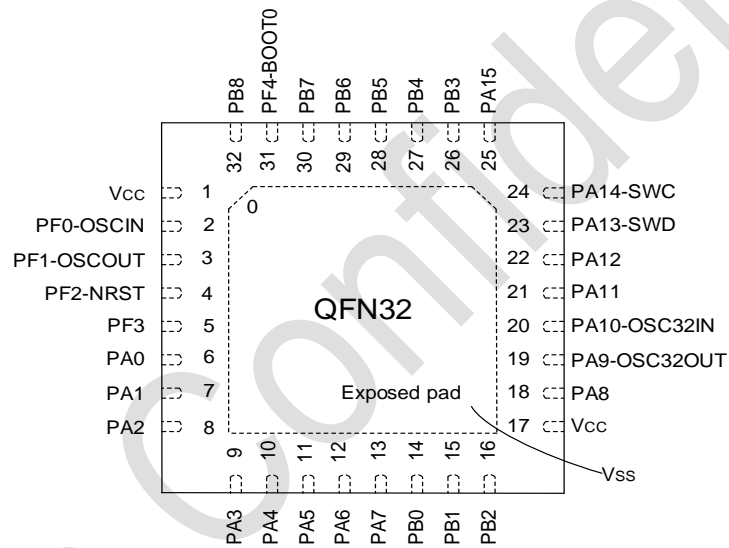 PB8
PF4-BOOT0
PB7
PB6
PB5
PB4
PB3
PA15
32
31
30
29
28
27
26
25
VCC 1
PF0-OSCIN 2
PF1-OSCOUT 3
PF2-NRST 4
PF3 5
PA0 6
PA1 7
PA2 8
0
QFN32
Exposed pad
24 PA14-SWC
23 PA13-SWD
22 PA12
21 PA11
20 PA10-OSC32IN
19 PA9-OSC32OUT
18 PA8
17 VCC
VSS
9
10
11
12
13
14
15
16
PA3
PA4
PA5
PA6
PA7
PB0
PB1
PB2